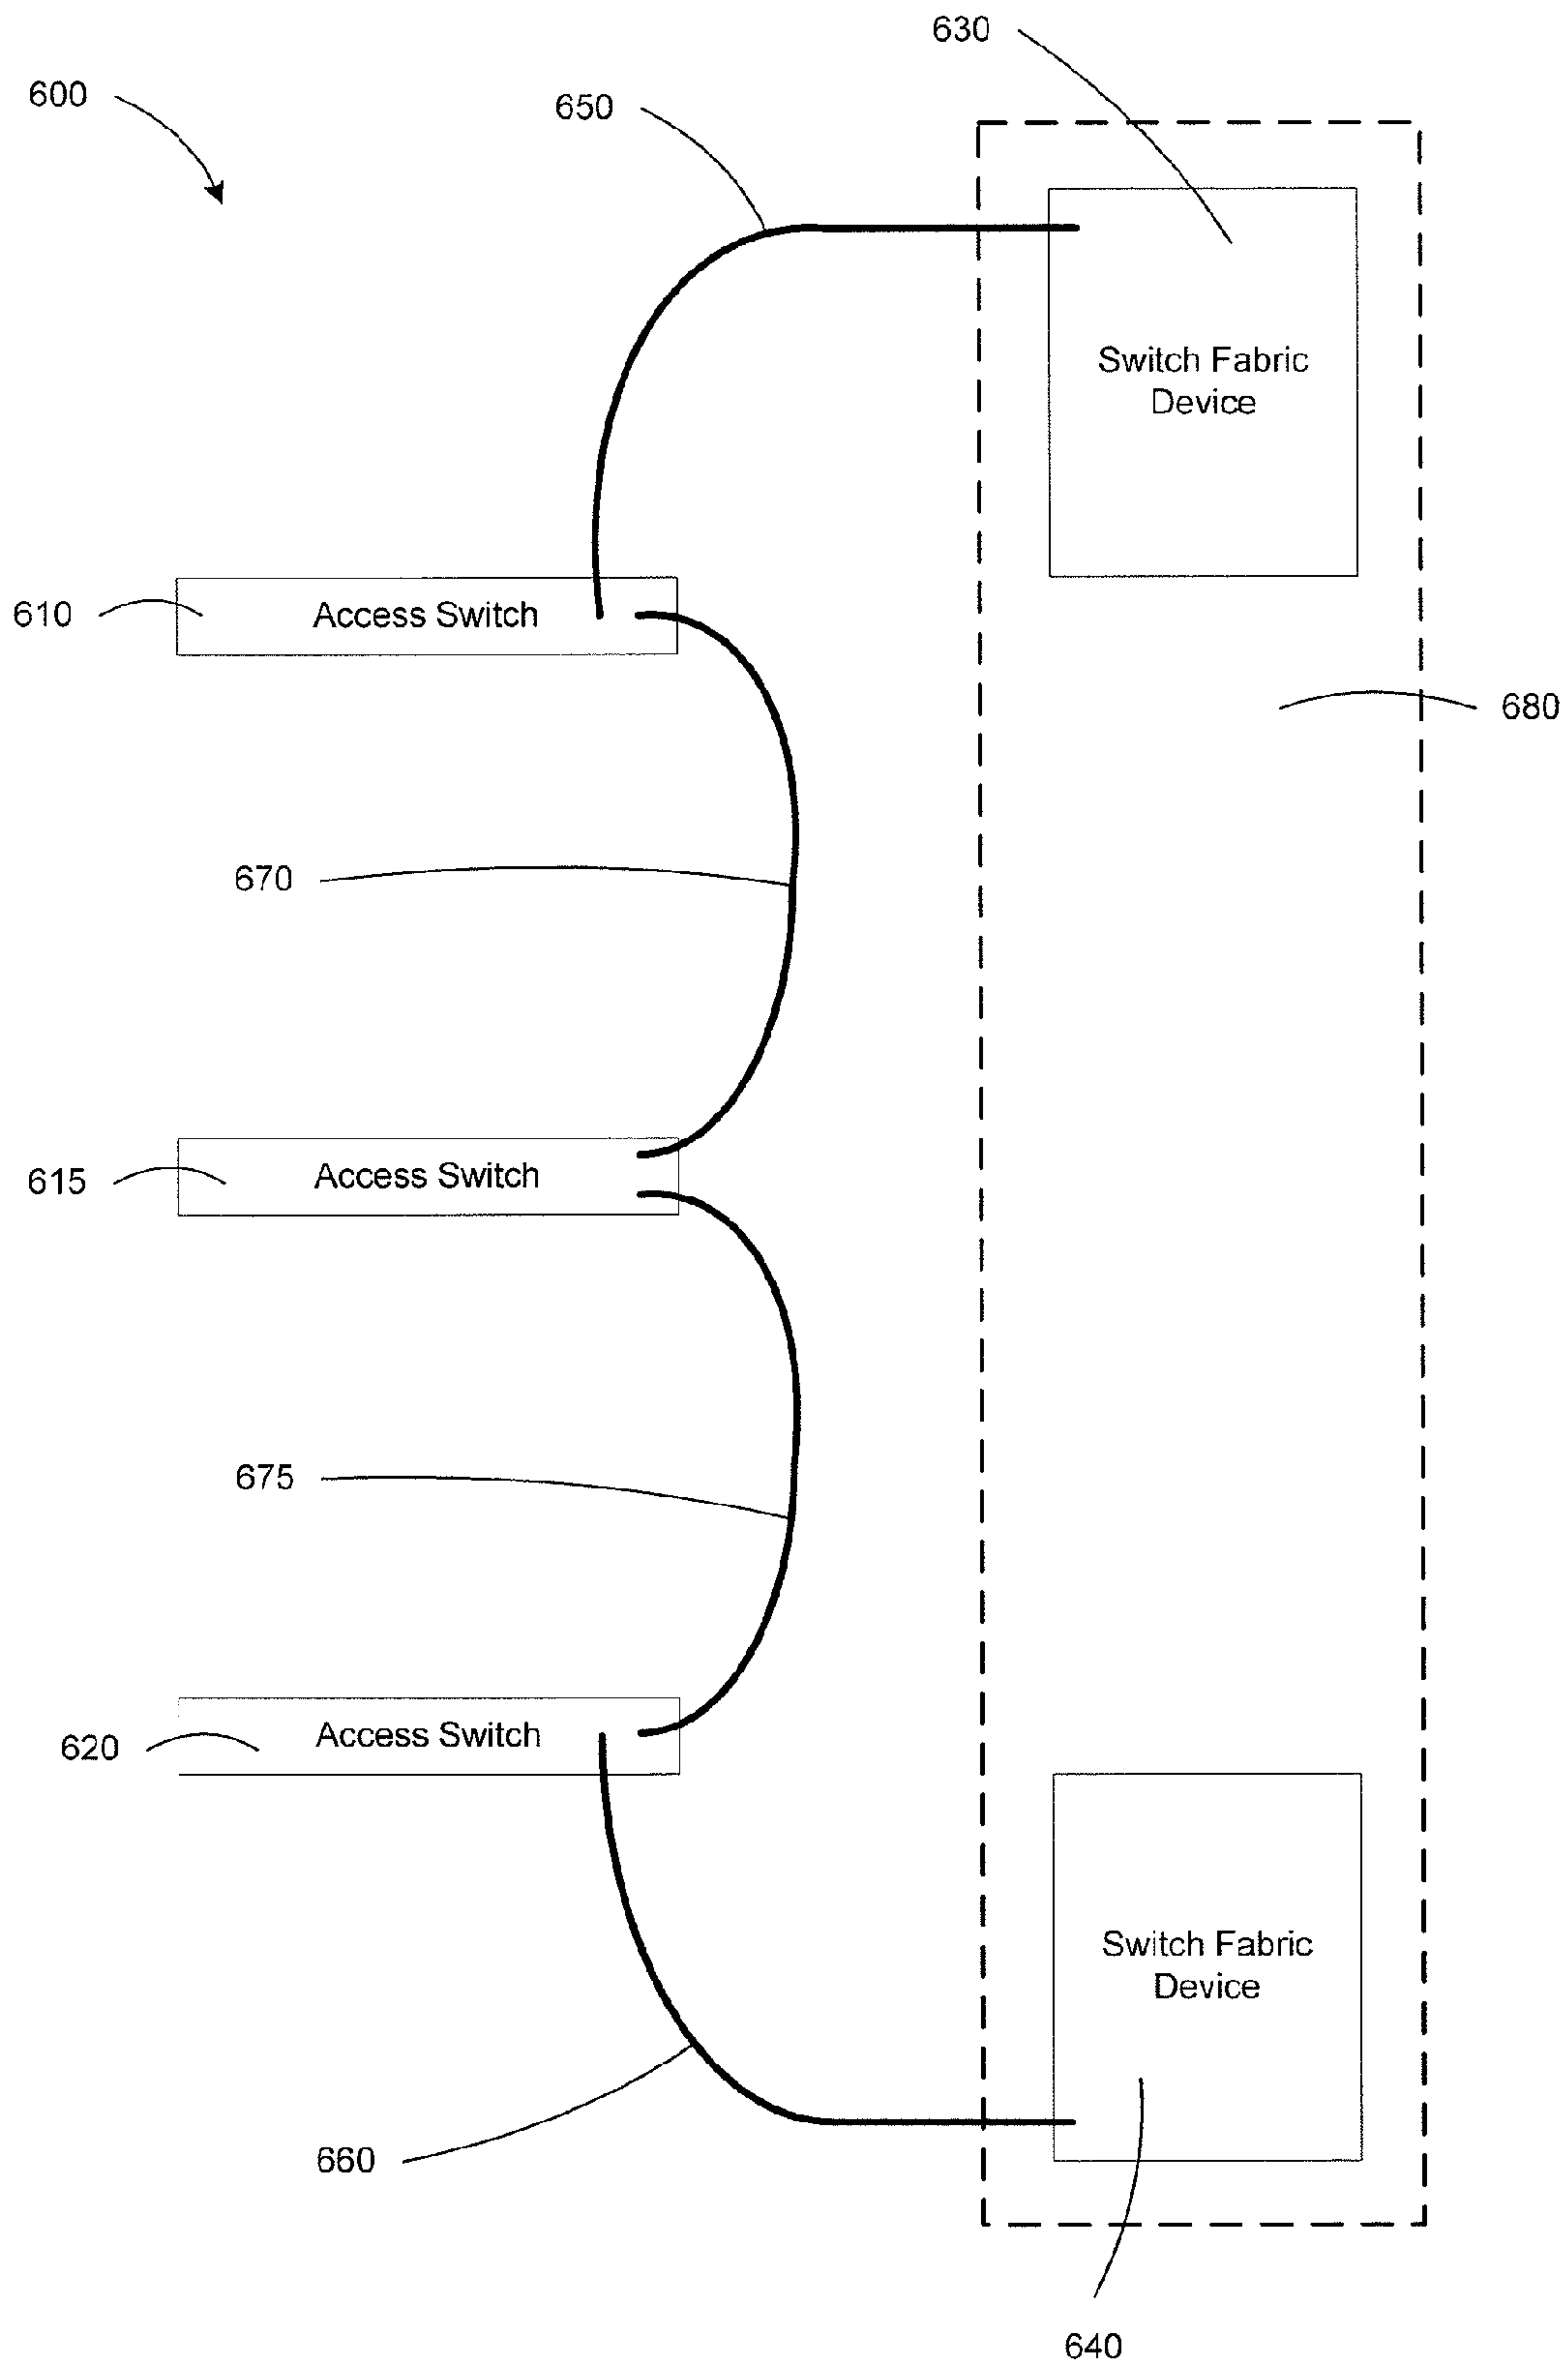 630
600
650
Switch Fabric
Device
610
Access Switch
680
670
615
Access Switch
675
620
Access Switch
Switch Fabric
Device
660
640